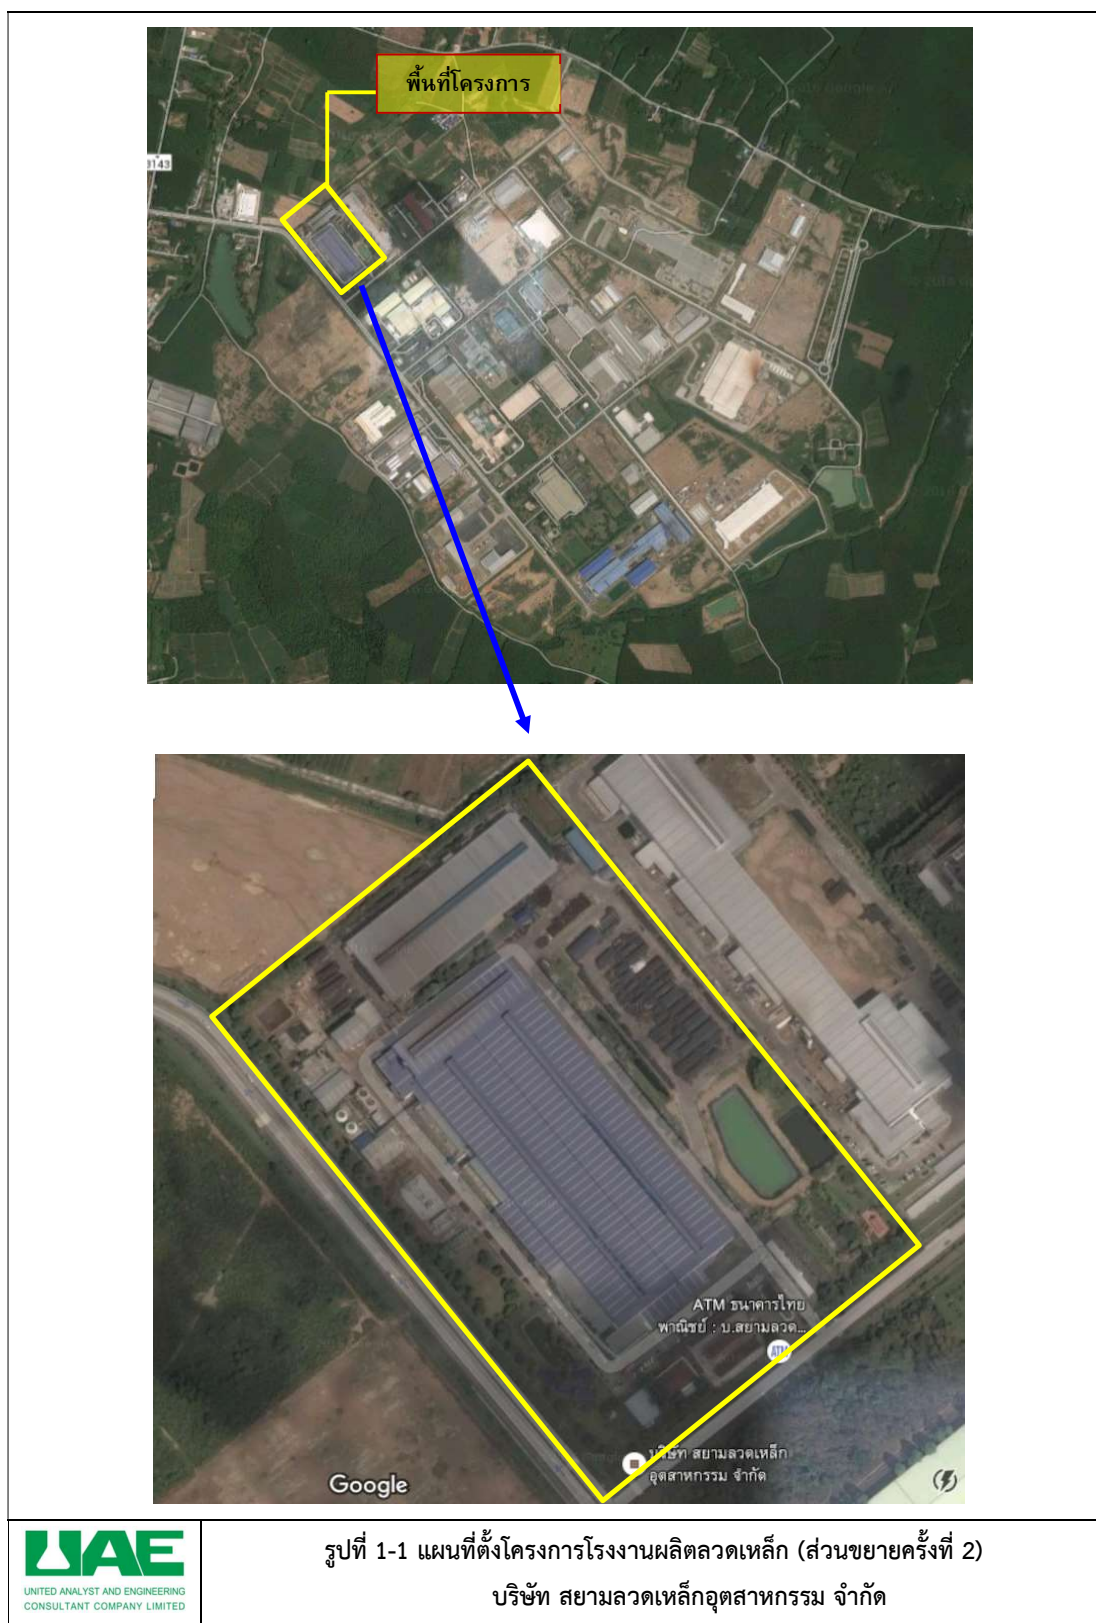 พื้นที่โครงการ
3143
ATM ธนาคารไทย
พาณิชย์ : บ.สยามลวด...
ATM
บริษัท สยามลวดเหล็ก
อุตสาหกรรม จำกัด
Google
UAE
UNITED ANALYST AND ENGINEERING
CONSULTANT COMPANY LIMITED
รูปที่ 1-1 แผนที่ตั้งโครงการโรงงานผลิตลวดเหล็ก (ส่วนขยายครั้งที่ 2)
บริษัท สยามลวดเหล็กอุตสาหกรรม จำกัด